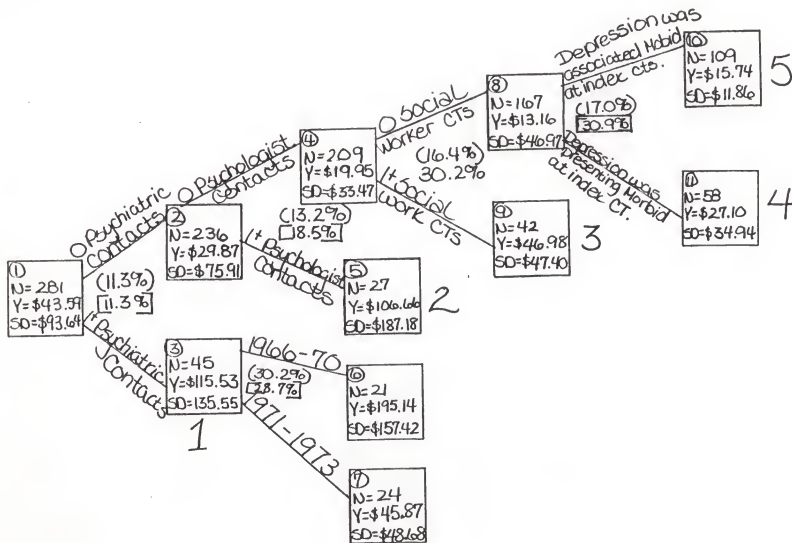 ①
N=281
Y=$43.59
SD=$93.64
O Psychiatric
contacts
(11.3%)
11.3%
1+ Psychiatric
Contacts
②
N=236
Y=$29.87
SD=$75.91
O Psychologist
contacts
(13.2%)
18.5%
1+ Psychologist
Contacts
③
N=45
Y=$115.53
SD=135.55
1
1966-70
(30.2%)
28.7%
1971-1973
④
N=209
Y=$19.95
SD=$33.47
O Social
Worker CTs
(16.4%)
30.2%
1+ Social
work CTs
⑤
N=27
Y=$106.66
SD=$187.18
2
⑥
N=21
Y=$195.14
SD=$157.42
⑦
N=24
Y=$45.87
SD=$48.68
⑧
N=167
Y=$13.16
SD=$46.97
Depression was
associated Mobid
at index cts.
(17.0%)
30.9%
Depression was
presenting Morbid
at index CT.
⑨
N=42
Y=$46.98
SD=$47.40
3
⑩
N=109
Y=$15.74
SD=$11.86
5
⑪
N=58
Y=$27.10
SD=$34.94
4